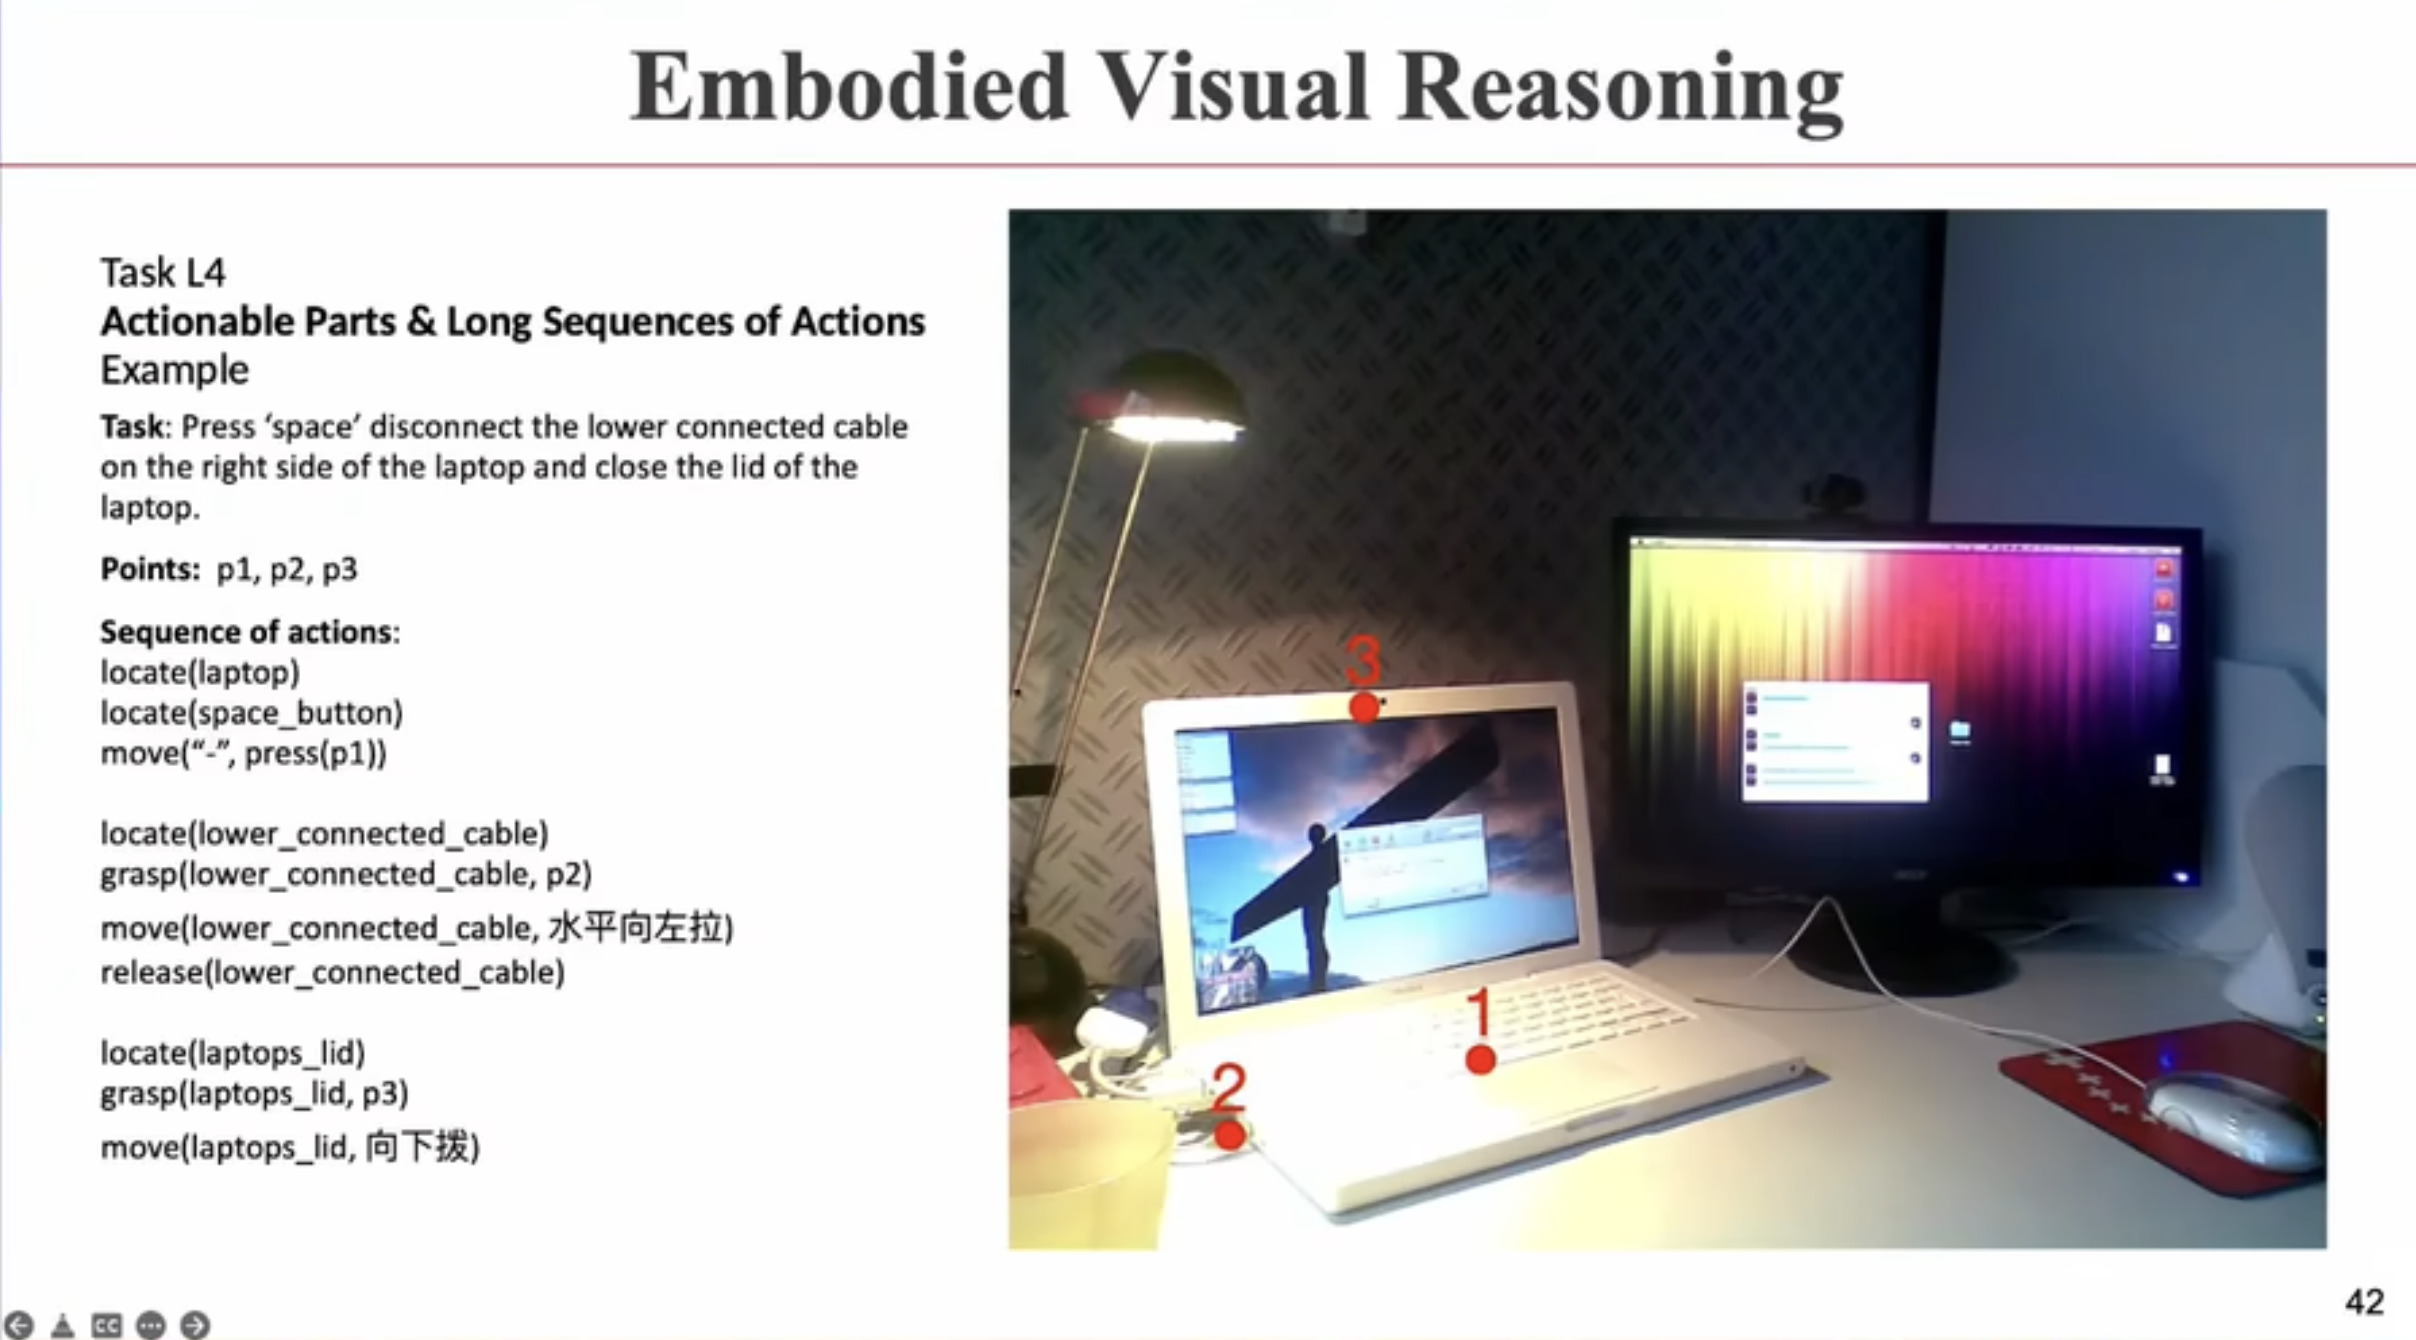 Embodied Visual Reasoning
Task L4
Actionable Parts & Long Sequences of Actions
Example
Task: Press ‘space’ disconnect the lower connected cable
on the right side of the laptop and close the lid of the
laptop.
Points: p1, p2, p3
Sequence of actions:
locate(laptop)
locate(space_button)
move(“-”, press(p1))
locate(lower_connected_cable)
grasp(lower_connected_cable, p2)
move(lower_connected_cable, 水平向左拉)
release(lower_connected_cable)
locate(laptops_lid)
grasp(laptops_lid, p3)
move(laptops_lid, 向下拨)
3
1
2
42
CC